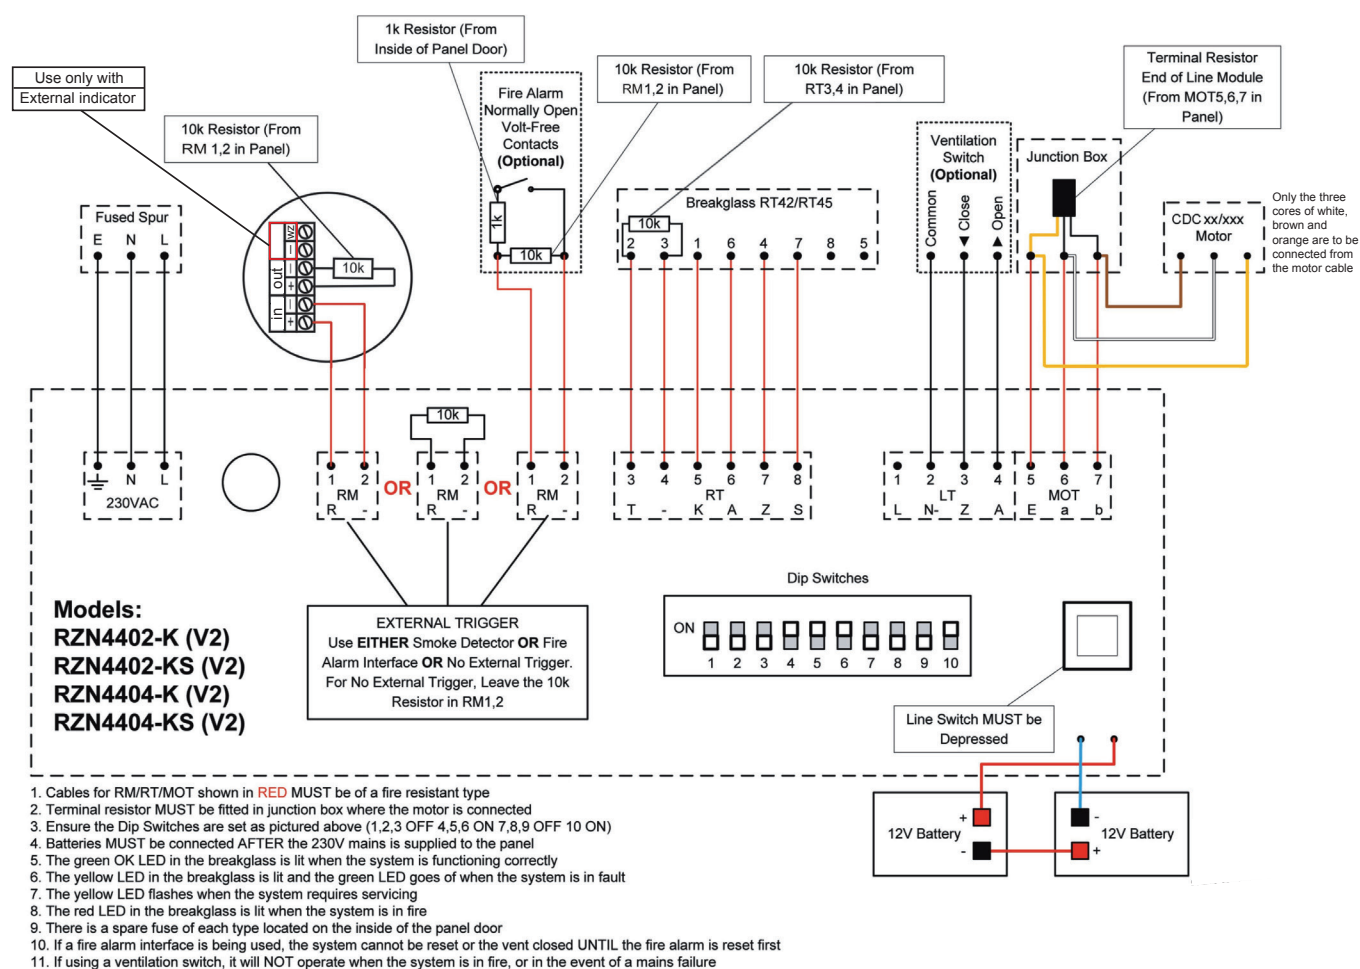 1k Resistor (From
Inside of Panel Door)
Use only with
External indicator
10k Resistor (From
RM 1,2 in Panel)
Fire Alarm
Normally Open
Volt-Free
Contacts
(Optional)
10k Resistor (From
RM1,2 in Panel)
10k Resistor (From
RT3,4 in Panel)
Terminal Resistor
End of Line Module
(From MOT5,6,7 in
Panel)
Ventilation
Switch
(Optional)
Junction Box
Fused Spur
E N L
WZ
–
out
– +
in
– +
10k
1k
10k
Breakglass RT42/RT45
10k
2 3 1 6 4 7 8 5
Common
◀ Close
▶ Open
CDC xx/xxx
Motor
Only the three
cores of white,
brown and
orange are to be
connected from
the motor cable
10k
N L
230VAC
1 2
RM
R -
OR
1 2
RM
R -
OR
1 2
RM
R -
3 4 5 6 7 8
RT
T - K A Z S
1 2 3 4
LT
L N- Z A
5 6 7
MOT
E a b
Models:
RZN4402-K (V2)
RZN4402-KS (V2)
RZN4404-K (V2)
RZN4404-KS (V2)
EXTERNAL TRIGGER
Use EITHER Smoke Detector OR Fire
Alarm Interface OR No External Trigger.
For No External Trigger, Leave the 10k
Resistor in RM1,2
Dip Switches
ON
1 2 3 4 5 6 7 8 9 10
Line Switch MUST be
Depressed
12V Battery
+
-
12V Battery
-
+
1. Cables for RM/RT/MOT shown in RED MUST be of a fire resistant type
2. Terminal resistor MUST be fitted in junction box where the motor is connected
3. Ensure the Dip Switches are set as pictured above (1,2,3 OFF 4,5,6 ON 7,8,9 OFF 10 ON)
4. Batteries MUST be connected AFTER the 230V mains is supplied to the panel
5. The green OK LED in the breakglass is lit when the system is functioning correctly
6. The yellow LED in the breakglass is lit and the green LED goes of when the system is in fault
7. The yellow LED flashes when the system requires servicing
8. The red LED in the breakglass is lit when the system is in fire
9. There is a spare fuse of each type located on the inside of the panel door
10. If a fire alarm interface is being used, the system cannot be reset or the vent closed UNTIL the fire alarm is reset first
11. If using a ventilation switch, it will NOT operate when the system is in fire, or in the event of a mains failure